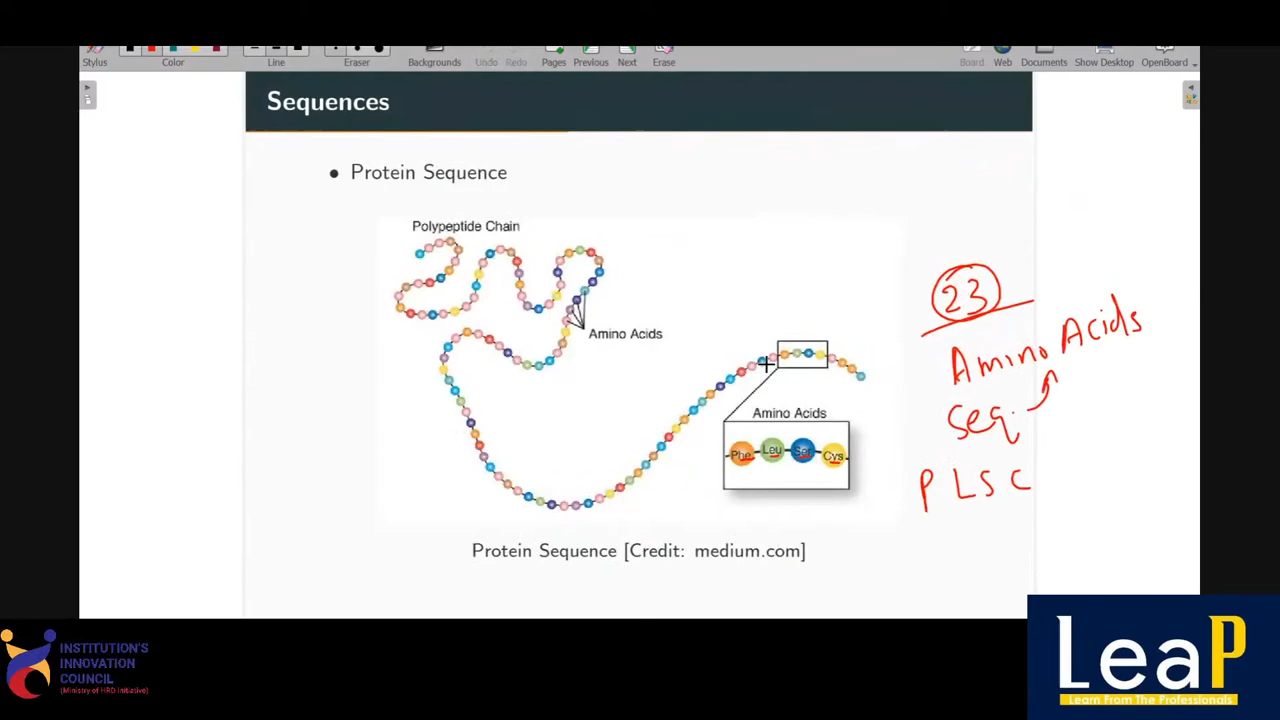 Stylus
Color
Line
Eraser
Backgrounds
Undo
Redo
Pages
Previous
Next
Erase
Board
Web
Documents
Show Desktop
OpenBoard
Sequences
• Protein Sequence
Polypeptide Chain
Amino Acids
Amino Acids
Phe
Leu
Ser
Cys
Protein Sequence [Credit: medium.com]
23
Amino Acids
Seq.
P L S C
INSTITUTION'S
INNOVATION
COUNCIL
(Ministry of HRD Initiative)
LeaP
Learn From The Professionals